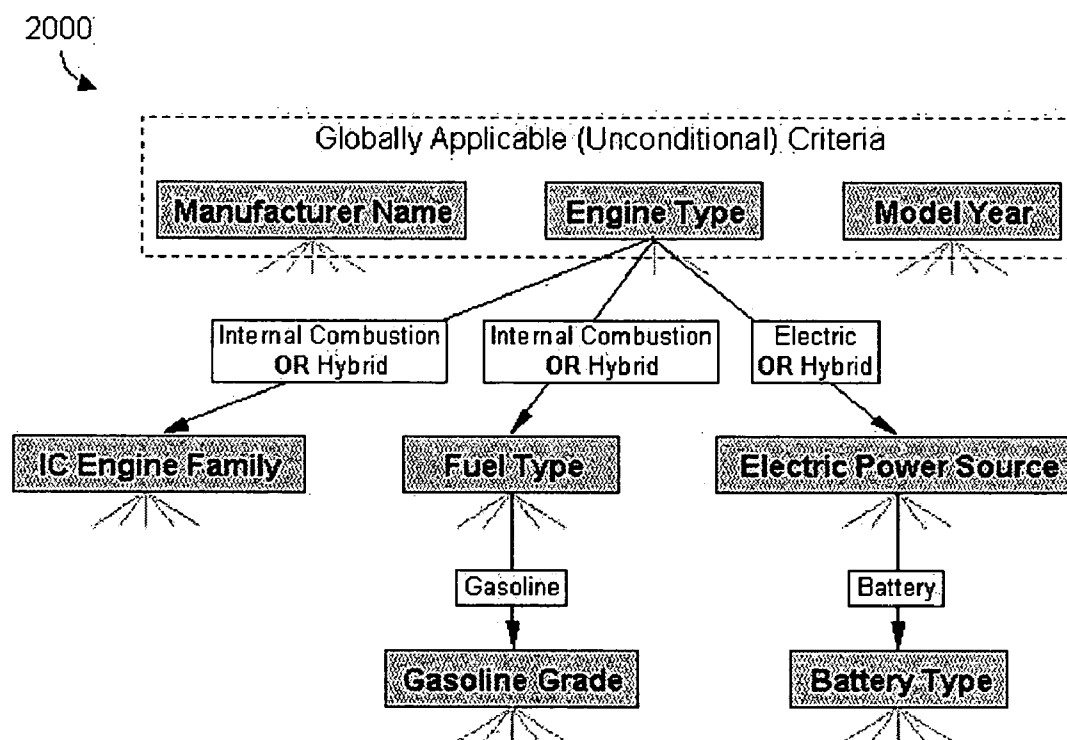 2000
Globally Applicable (Unconditional) Criteria
Manufacturer Name
Engine Type
Model Year
Internal Combustion
OR Hybrid
Internal Combustion
OR Hybrid
Electric
OR Hybrid
IC Engine Family
Fuel Type
Electric Power Source
Gasoline
Battery
Gasoline Grade
Battery Type